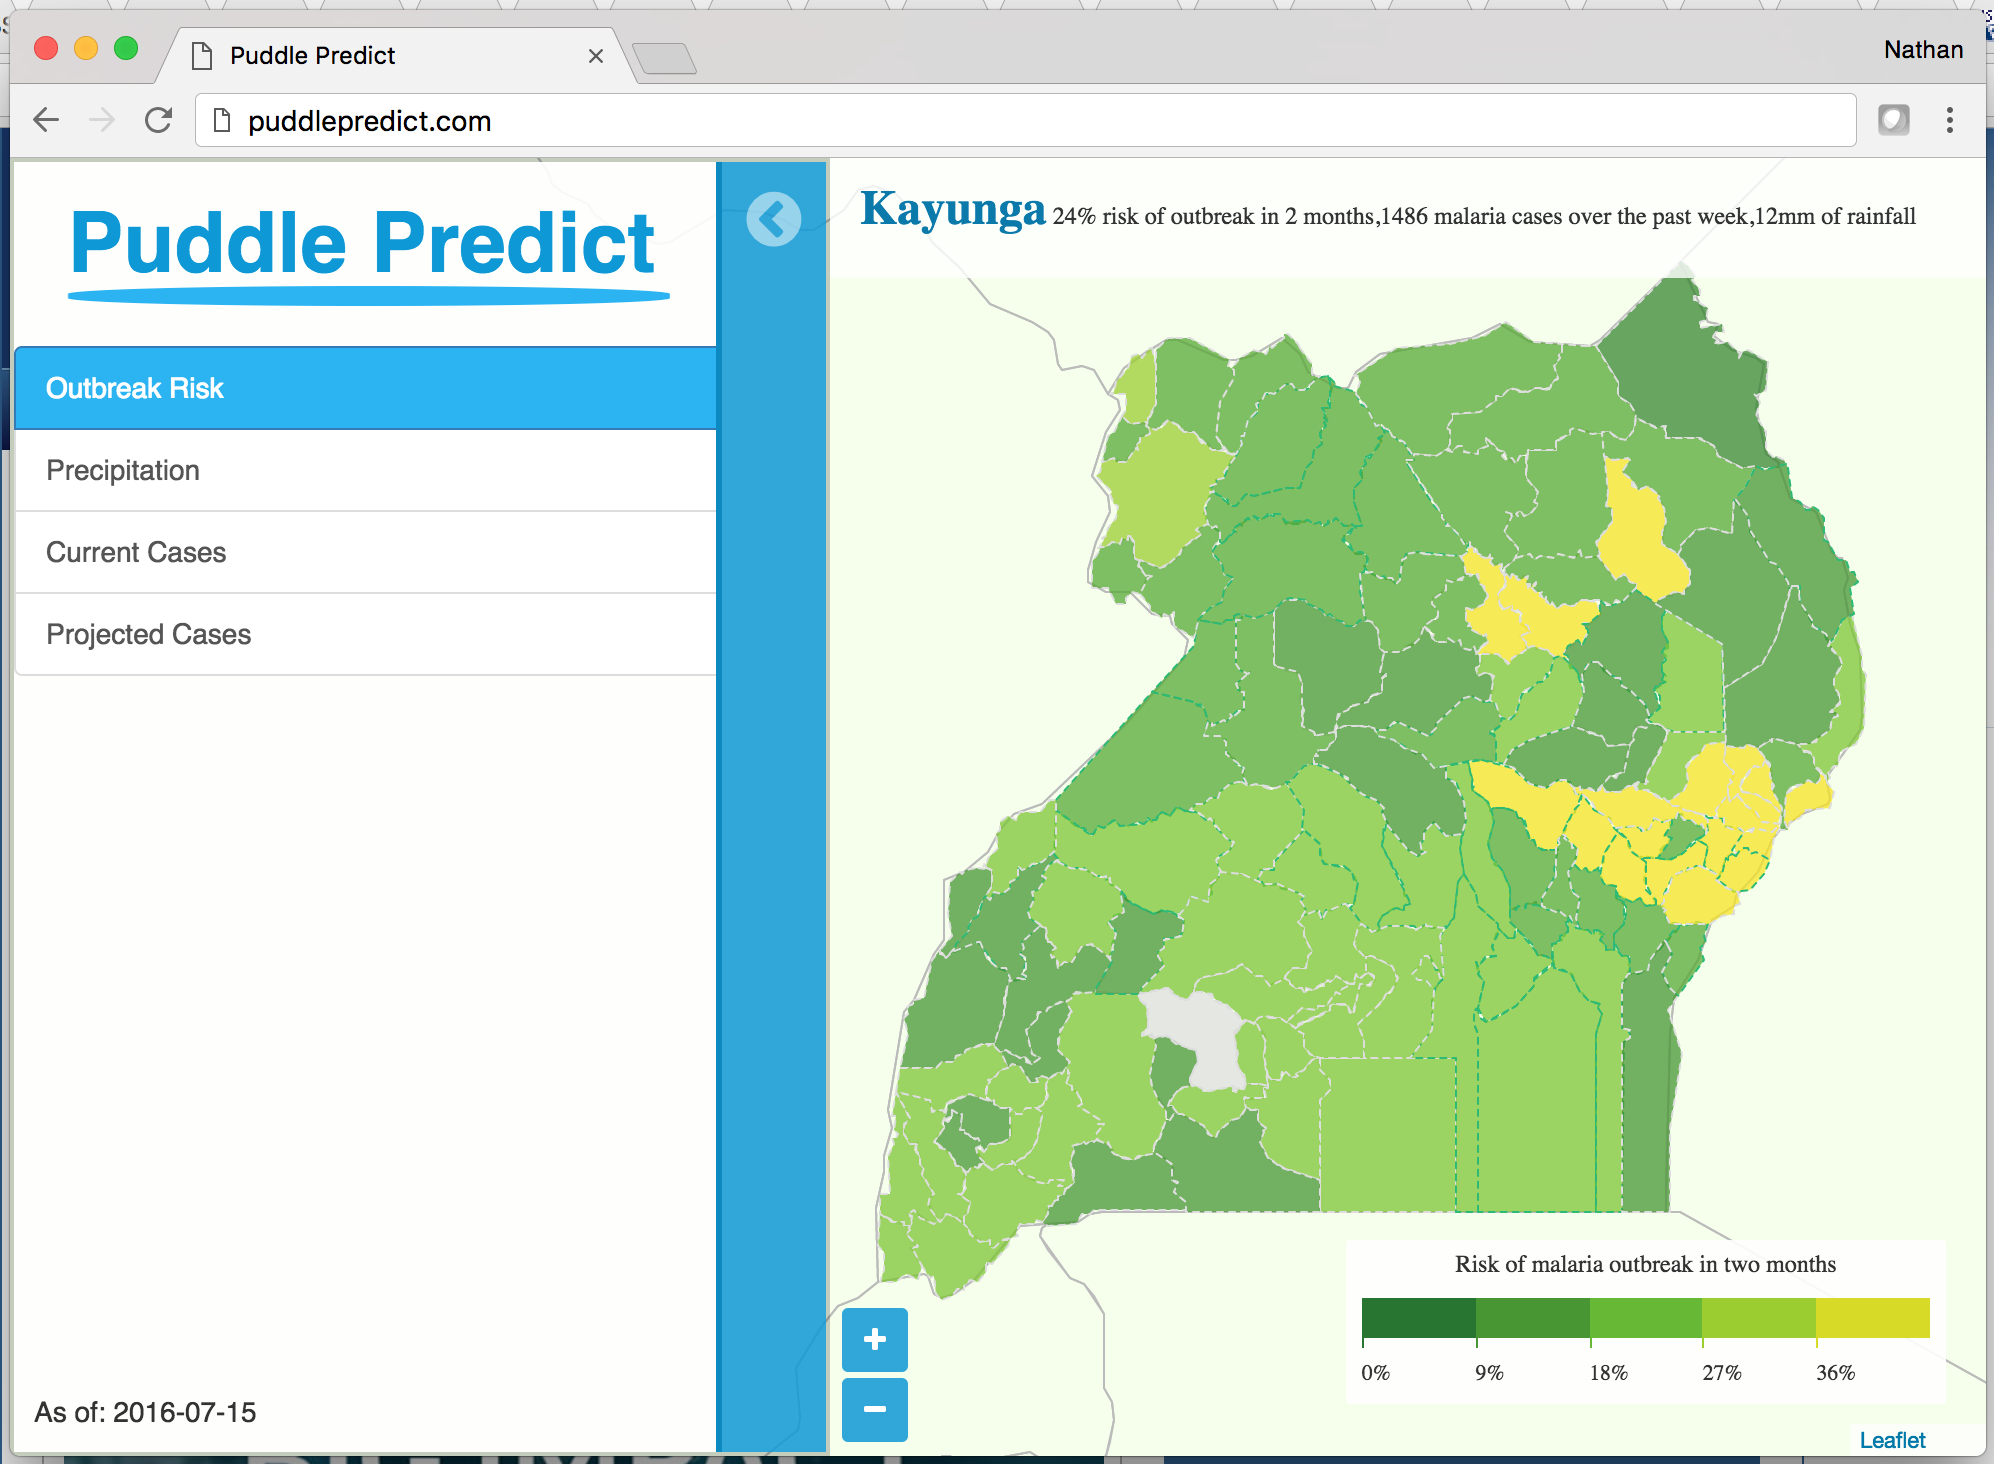 Puddle Predict
Nathan
puddlepredict.com
Puddle Predict
Outbreak Risk
Precipitation
Current Cases
Projected Cases
As of: 2016-07-15
Kayunga 24% risk of outbreak in 2 months,1486 malaria cases over the past week,12mm of rainfall
+
−
Risk of malaria outbreak in two months
0% 9% 18% 27% 36%
Leaflet